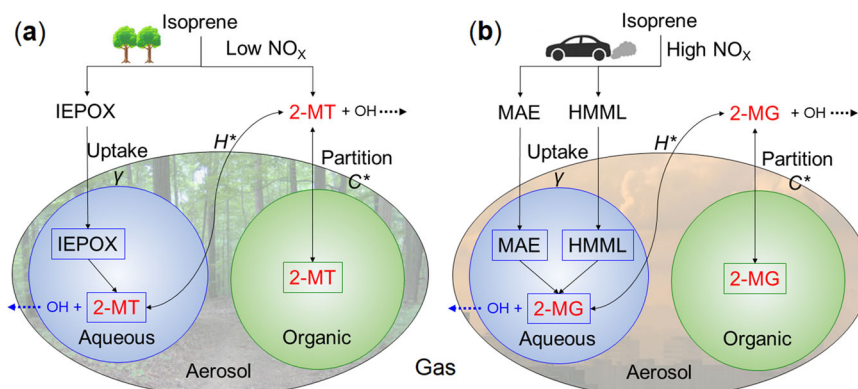 (a)
Isoprene
Low NOX
IEPOX
2-MT + OH
H*
Uptake
γ
Partition
C*
IEPOX
2-MT
OH + 2-MT
Aqueous
Organic
Aerosol
Gas
(b)
Isoprene
High NOX
MAE HMML
2-MG + OH
H*
Uptake
γ
Partition
C*
MAE HMML
2-MG
OH + 2-MG
Aqueous
Organic
Aerosol